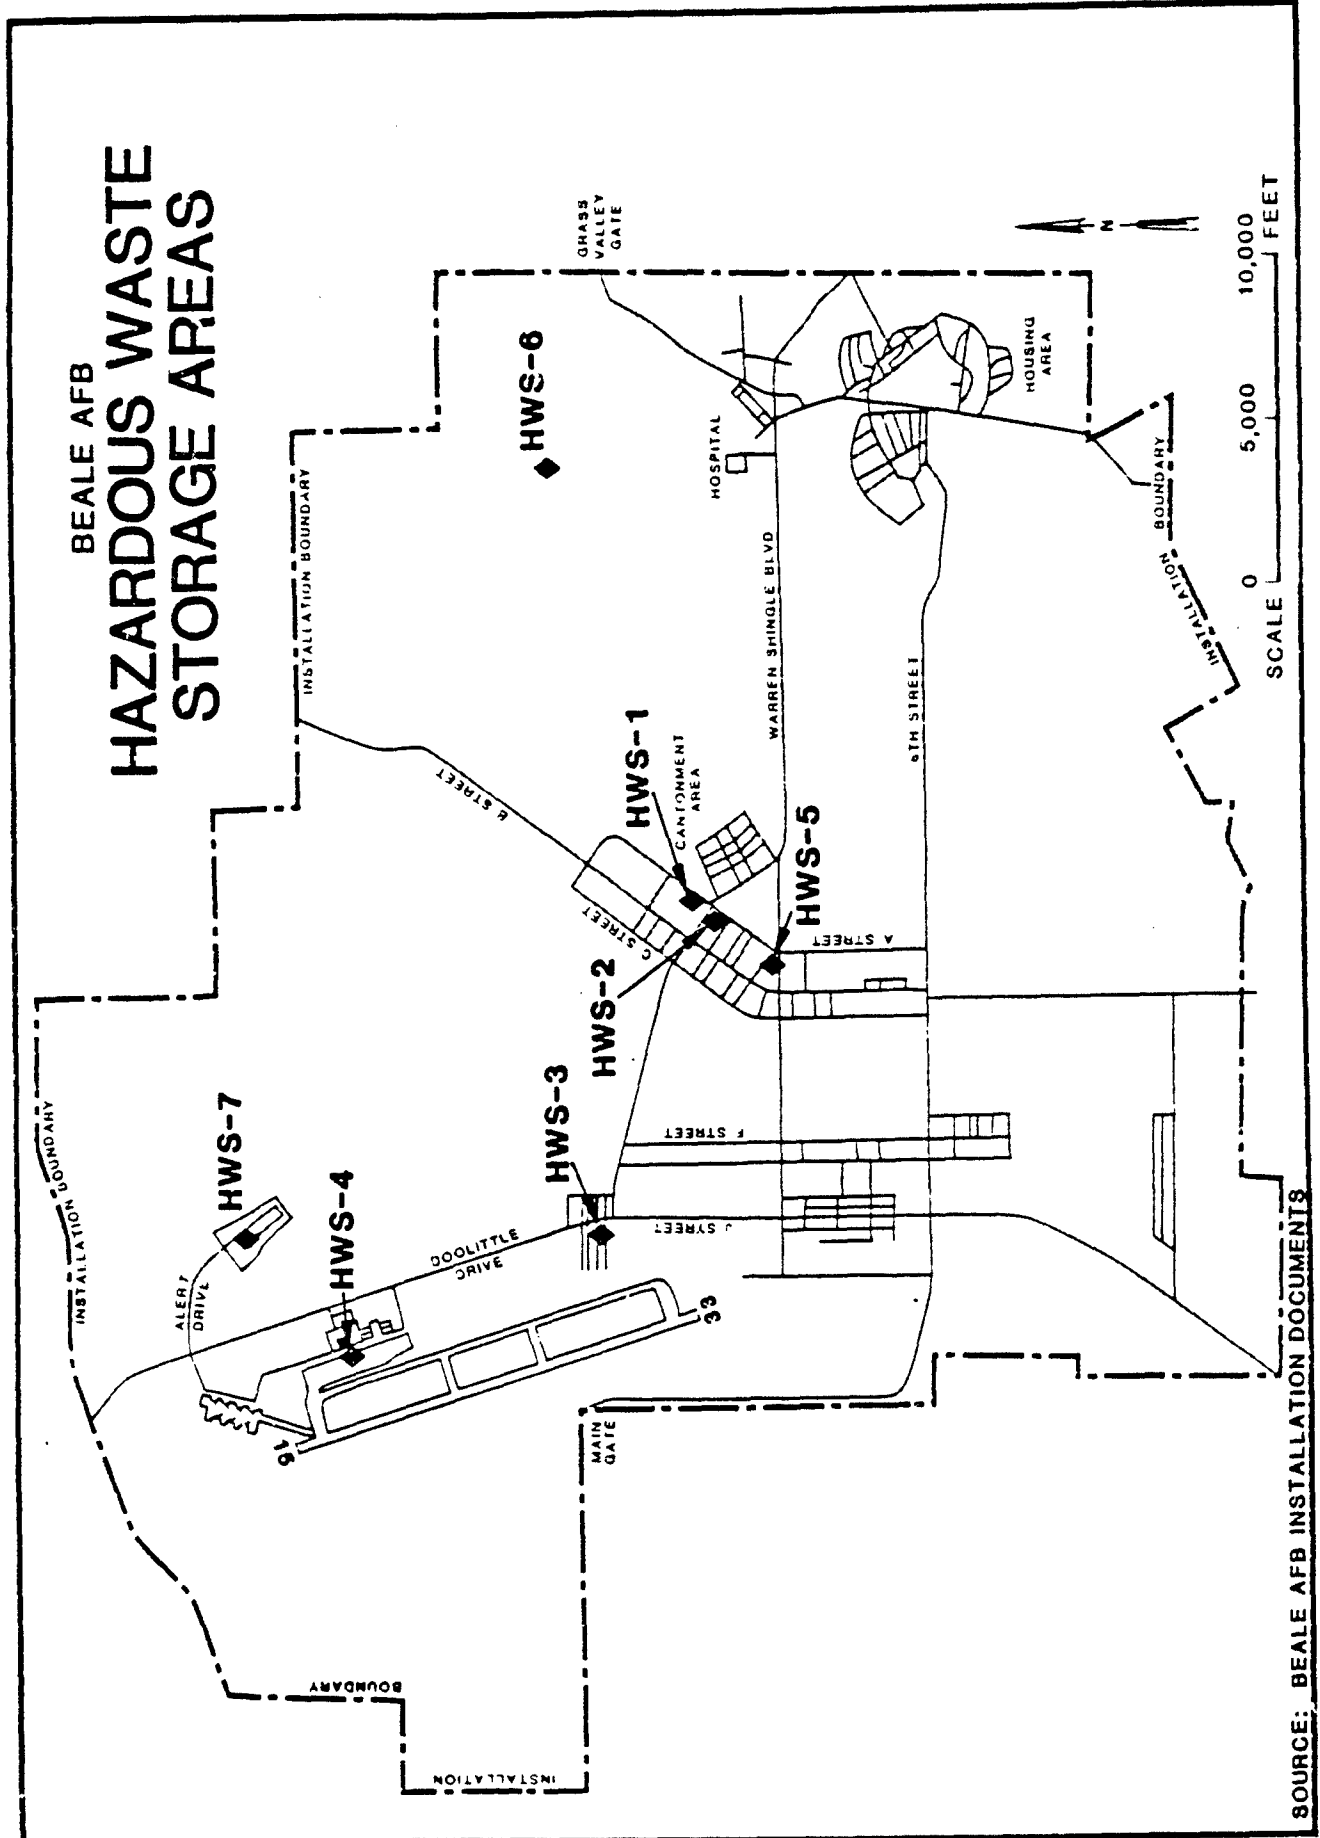 BEALE AFB
HAZARDOUS WASTE
STORAGE AREAS
INSTALLATION BOUNDARY
INSTALLATION BOUNDARY
BOUNDARY
INSTALLATION
ALERT
DRIVE
HWS-7
HWS-4
16
33
DOOLITTLE
DRIVE
HWS-3
MAIN
GATE
J STREET
F STREET
HWS-2
C STREET
B STREET
HWS-1
CANTONMENT
AREA
HWS-5
A STREET
WARREN SHINGLE BLVD
6TH STREET
HWS-6
HOSPITAL
GRASS
VALLEY
GATE
HOUSING
AREA
INSTALLATION
BOUNDARY
N
SCALE
0
5,000
10,000
FEET
SOURCE: BEALE AFB INSTALLATION DOCUMENTS